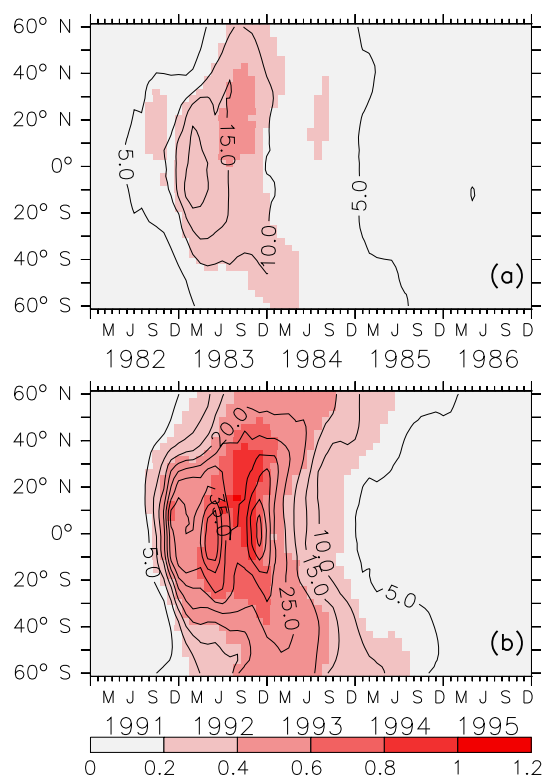 60° N
40° N
20° N
0°
20° S
40° S
60° S
5.0
15.0
10.0
5.0
(a)
M J S D M J S D M J S D M J S D M J S D
1982 1983 1984 1985 1986
60° N
40° N
20° N
0°
20° S
40° S
60° S
20.0
35.0
5.0
10.0
15.0
25.0
5.0
(b)
M J S D M J S D M J S D M J S D M J S D
1991 1992 1993 1994 1995
0 0.2 0.4 0.6 0.8 1 1.2